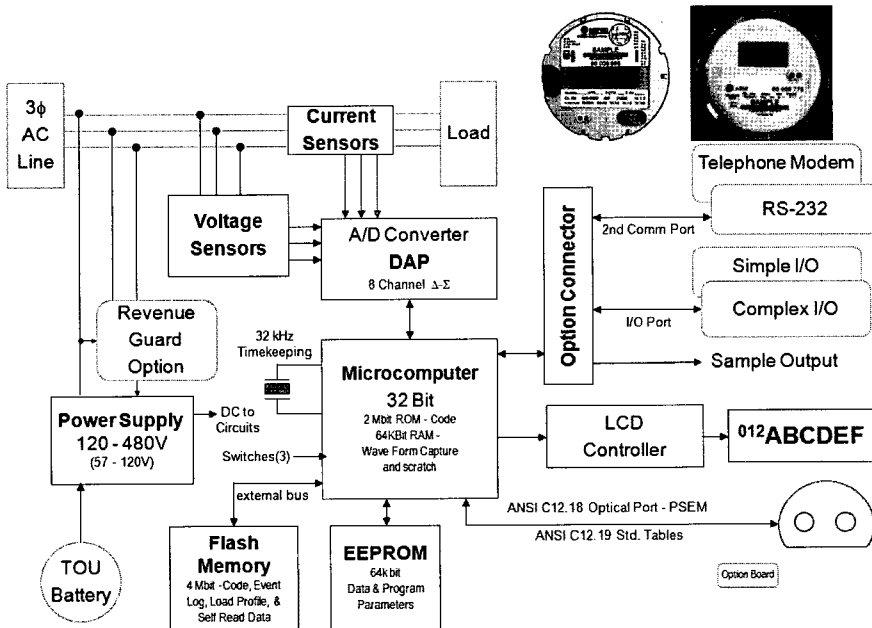 3ϕ
AC
Line
Current
Sensors
Load
Voltage
Sensors
A/D Converter
DAP
8 Channel Δ-Σ
Revenue
Guard
Option
32 kHz
Timekeeping
Microcomputer
32 Bit
2 Mbit ROM - Code
64KBit RAM -
Wave Form Capture
and scratch
Power Supply
120 - 480V
(57 - 120V)
DC to
Circuits
Switches(3)
external bus
TOU
Battery
Flash
Memory
4 Mbit -Code, Event
Log, Load Profile, &
Self Read Data
EEPROM
64k bit
Data & Program
Parameters
Option Connector
SAMPLE
SAMPLE
Telephone Modem
RS-232
2nd Comm Port
Simple I/O
Complex I/O
I/O Port
Sample Output
LCD
Controller
012ABCDEF
ANSI C12.18 Optical Port - PSEM
ANSI C12.19 Std. Tables
Option Board